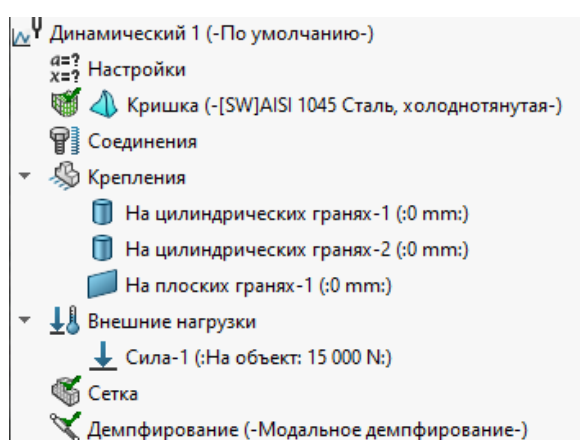 Динамический 1 (-По умолчанию-)
a=?
x=? Настройки
Кришка (-[SW]AISI 1045 Сталь, холоднотянутая-)
Соединения
Крепления
На цилиндрических гранях-1 (:0 mm:)
На цилиндрических гранях-2 (:0 mm:)
На плоских гранях-1 (:0 mm:)
Внешние нагрузки
Сила-1 (:На объект: 15 000 N:)
Сетка
Демпфирование (-Модальное демпфирование-)